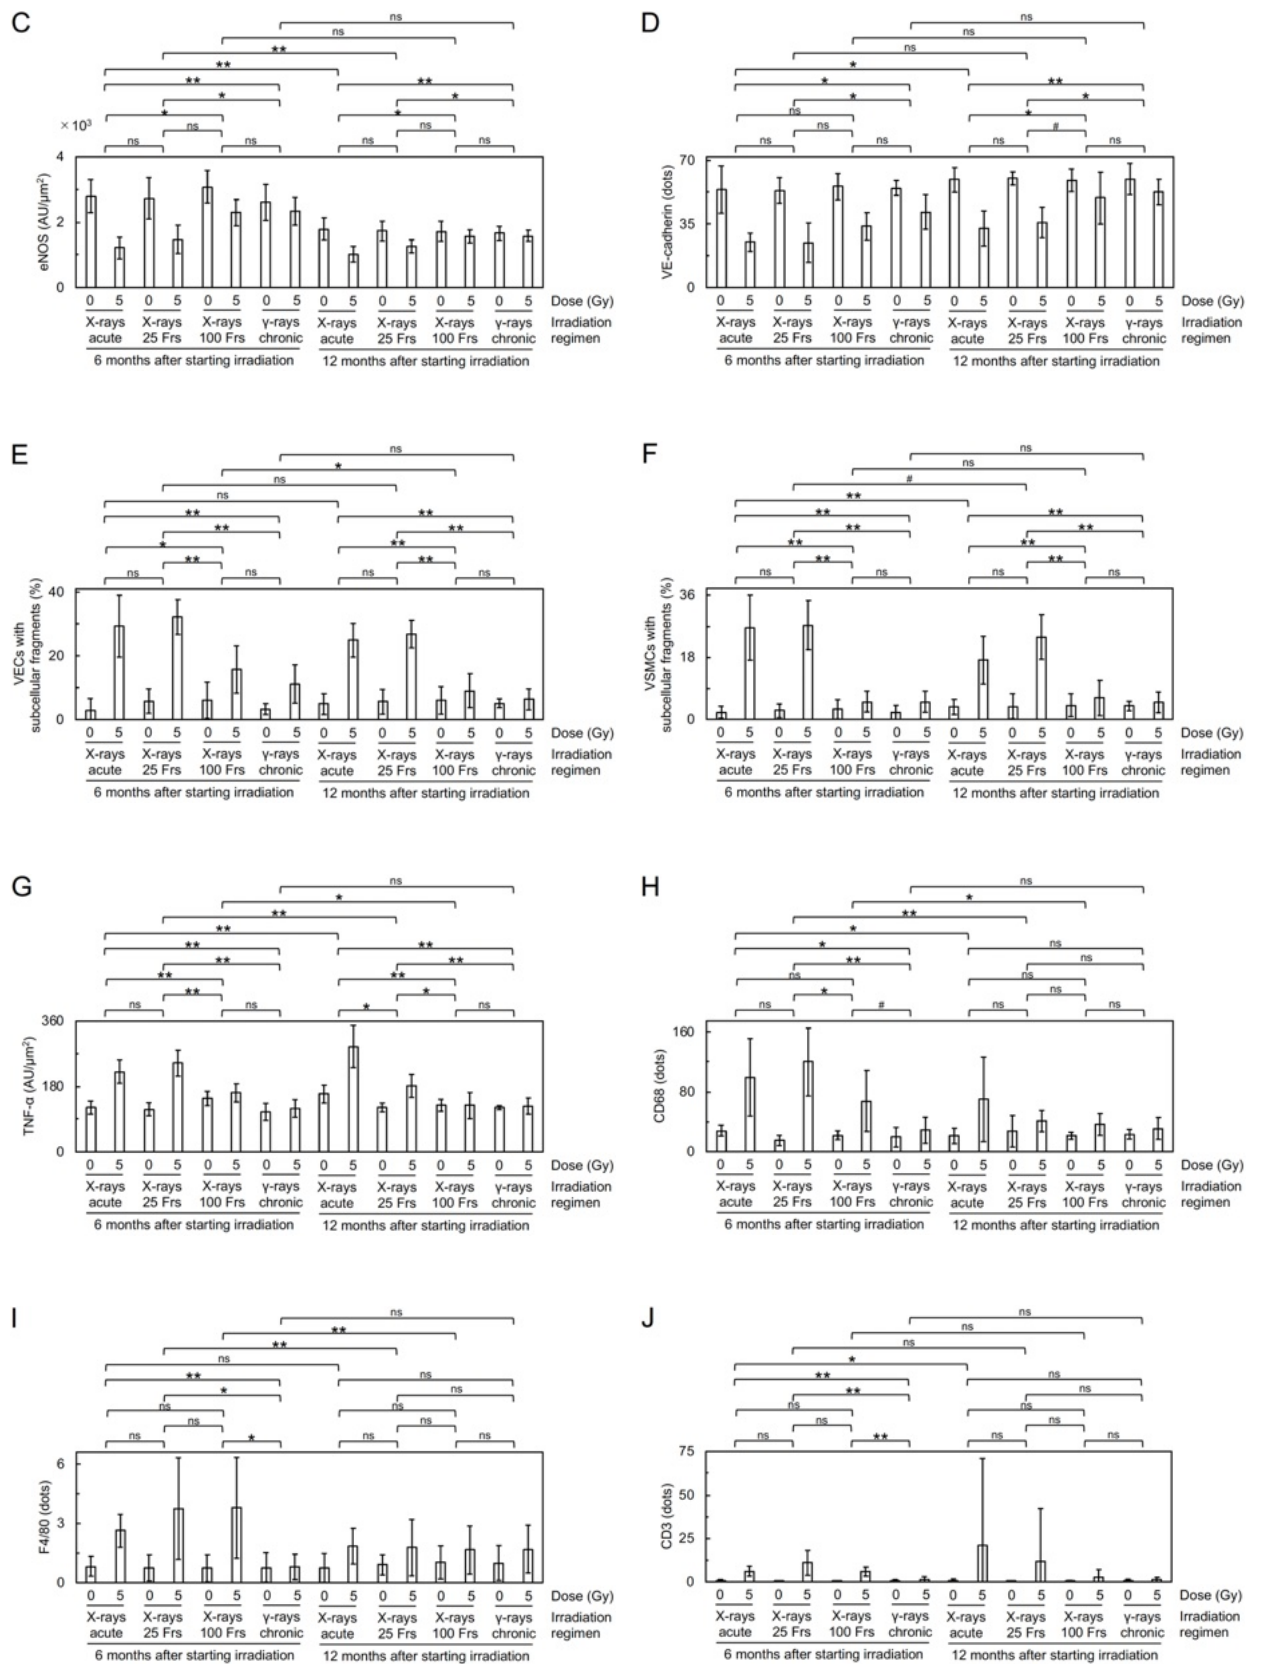 C
ns
ns
**
**
** **
* *
* *
ns ns
ns ns ns ns
× 10³
4
2
0
eNOS (AU/μm²)
0 5 0 5 0 5 0 5 0 5 0 5 0 5 0 5 Dose (Gy)
X-rays X-rays X-rays γ-rays X-rays X-rays X-rays γ-rays Irradiation
acute 25 Frs 100 Frs chronic acute 25 Frs 100 Frs chronic regimen
6 months after starting irradiation 12 months after starting irradiation
D
ns
ns
ns
*
* **
* *
ns *
ns #
ns ns ns ns
70
35
0
VE-cadherin (dots)
0 5 0 5 0 5 0 5 0 5 0 5 0 5 0 5 Dose (Gy)
X-rays X-rays X-rays γ-rays X-rays X-rays X-rays γ-rays Irradiation
acute 25 Frs 100 Frs chronic acute 25 Frs 100 Frs chronic regimen
6 months after starting irradiation 12 months after starting irradiation
E
ns
*
ns
ns
** **
** **
* **
** **
ns ns ns ns
40
20
0
VECs with
subcellular fragments (%)
0 5 0 5 0 5 0 5 0 5 0 5 0 5 0 5 Dose (Gy)
X-rays X-rays X-rays γ-rays X-rays X-rays X-rays γ-rays Irradiation
acute 25 Frs 100 Frs chronic acute 25 Frs 100 Frs chronic regimen
6 months after starting irradiation 12 months after starting irradiation
F
ns
ns
#
**
** **
** **
** **
** **
ns ns ns ns
36
18
0
VSMCs with
subcellular fragments (%)
0 5 0 5 0 5 0 5 0 5 0 5 0 5 0 5 Dose (Gy)
X-rays X-rays X-rays γ-rays X-rays X-rays X-rays γ-rays Irradiation
acute 25 Frs 100 Frs chronic acute 25 Frs 100 Frs chronic regimen
6 months after starting irradiation 12 months after starting irradiation
G
ns
*
**
**
** **
** **
** **
** *
ns ns * ns
360
180
0
TNF-α (AU/μm²)
0 5 0 5 0 5 0 5 0 5 0 5 0 5 0 5 Dose (Gy)
X-rays X-rays X-rays γ-rays X-rays X-rays X-rays γ-rays Irradiation
acute 25 Frs 100 Frs chronic acute 25 Frs 100 Frs chronic regimen
6 months after starting irradiation 12 months after starting irradiation
H
ns
*
**
*
* ns
** ns
ns ns
* ns
ns # ns ns
160
80
0
CD68 (dots)
0 5 0 5 0 5 0 5 0 5 0 5 0 5 0 5 Dose (Gy)
X-rays X-rays X-rays γ-rays X-rays X-rays X-rays γ-rays Irradiation
acute 25 Frs 100 Frs chronic acute 25 Frs 100 Frs chronic regimen
6 months after starting irradiation 12 months after starting irradiation
I
ns
**
**
ns
** ns
* ns
ns ns
ns ns
ns * ns ns
6
3
0
F4/80 (dots)
0 5 0 5 0 5 0 5 0 5 0 5 0 5 0 5 Dose (Gy)
X-rays X-rays X-rays γ-rays X-rays X-rays X-rays γ-rays Irradiation
acute 25 Frs 100 Frs chronic acute 25 Frs 100 Frs chronic regimen
6 months after starting irradiation 12 months after starting irradiation
J
ns
ns
ns
*
** ns
** ns
ns ns
ns ns
ns ** ns ns
75
50
25
0
CD3 (dots)
0 5 0 5 0 5 0 5 0 5 0 5 0 5 0 5 Dose (Gy)
X-rays X-rays X-rays γ-rays X-rays X-rays X-rays γ-rays Irradiation
acute 25 Frs 100 Frs chronic acute 25 Frs 100 Frs chronic regimen
6 months after starting irradiation 12 months after starting irradiation